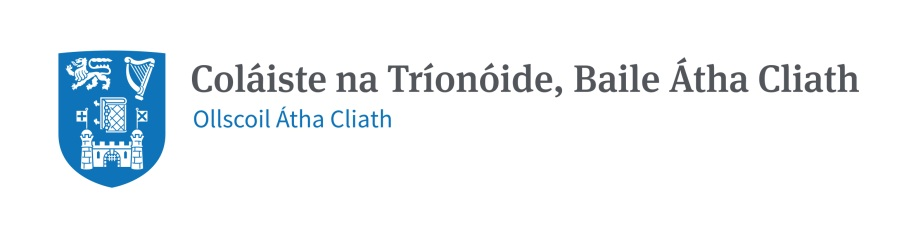 Coláiste na Tríonóide, Baile Átha Cliath
Ollscoil Átha Cliath